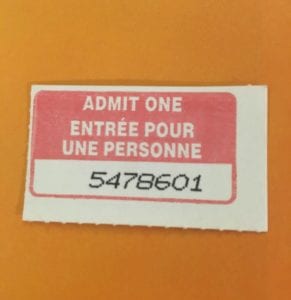 ADMIT ONE
ENTRÉE POUR
UNE PERSONNE
5478601